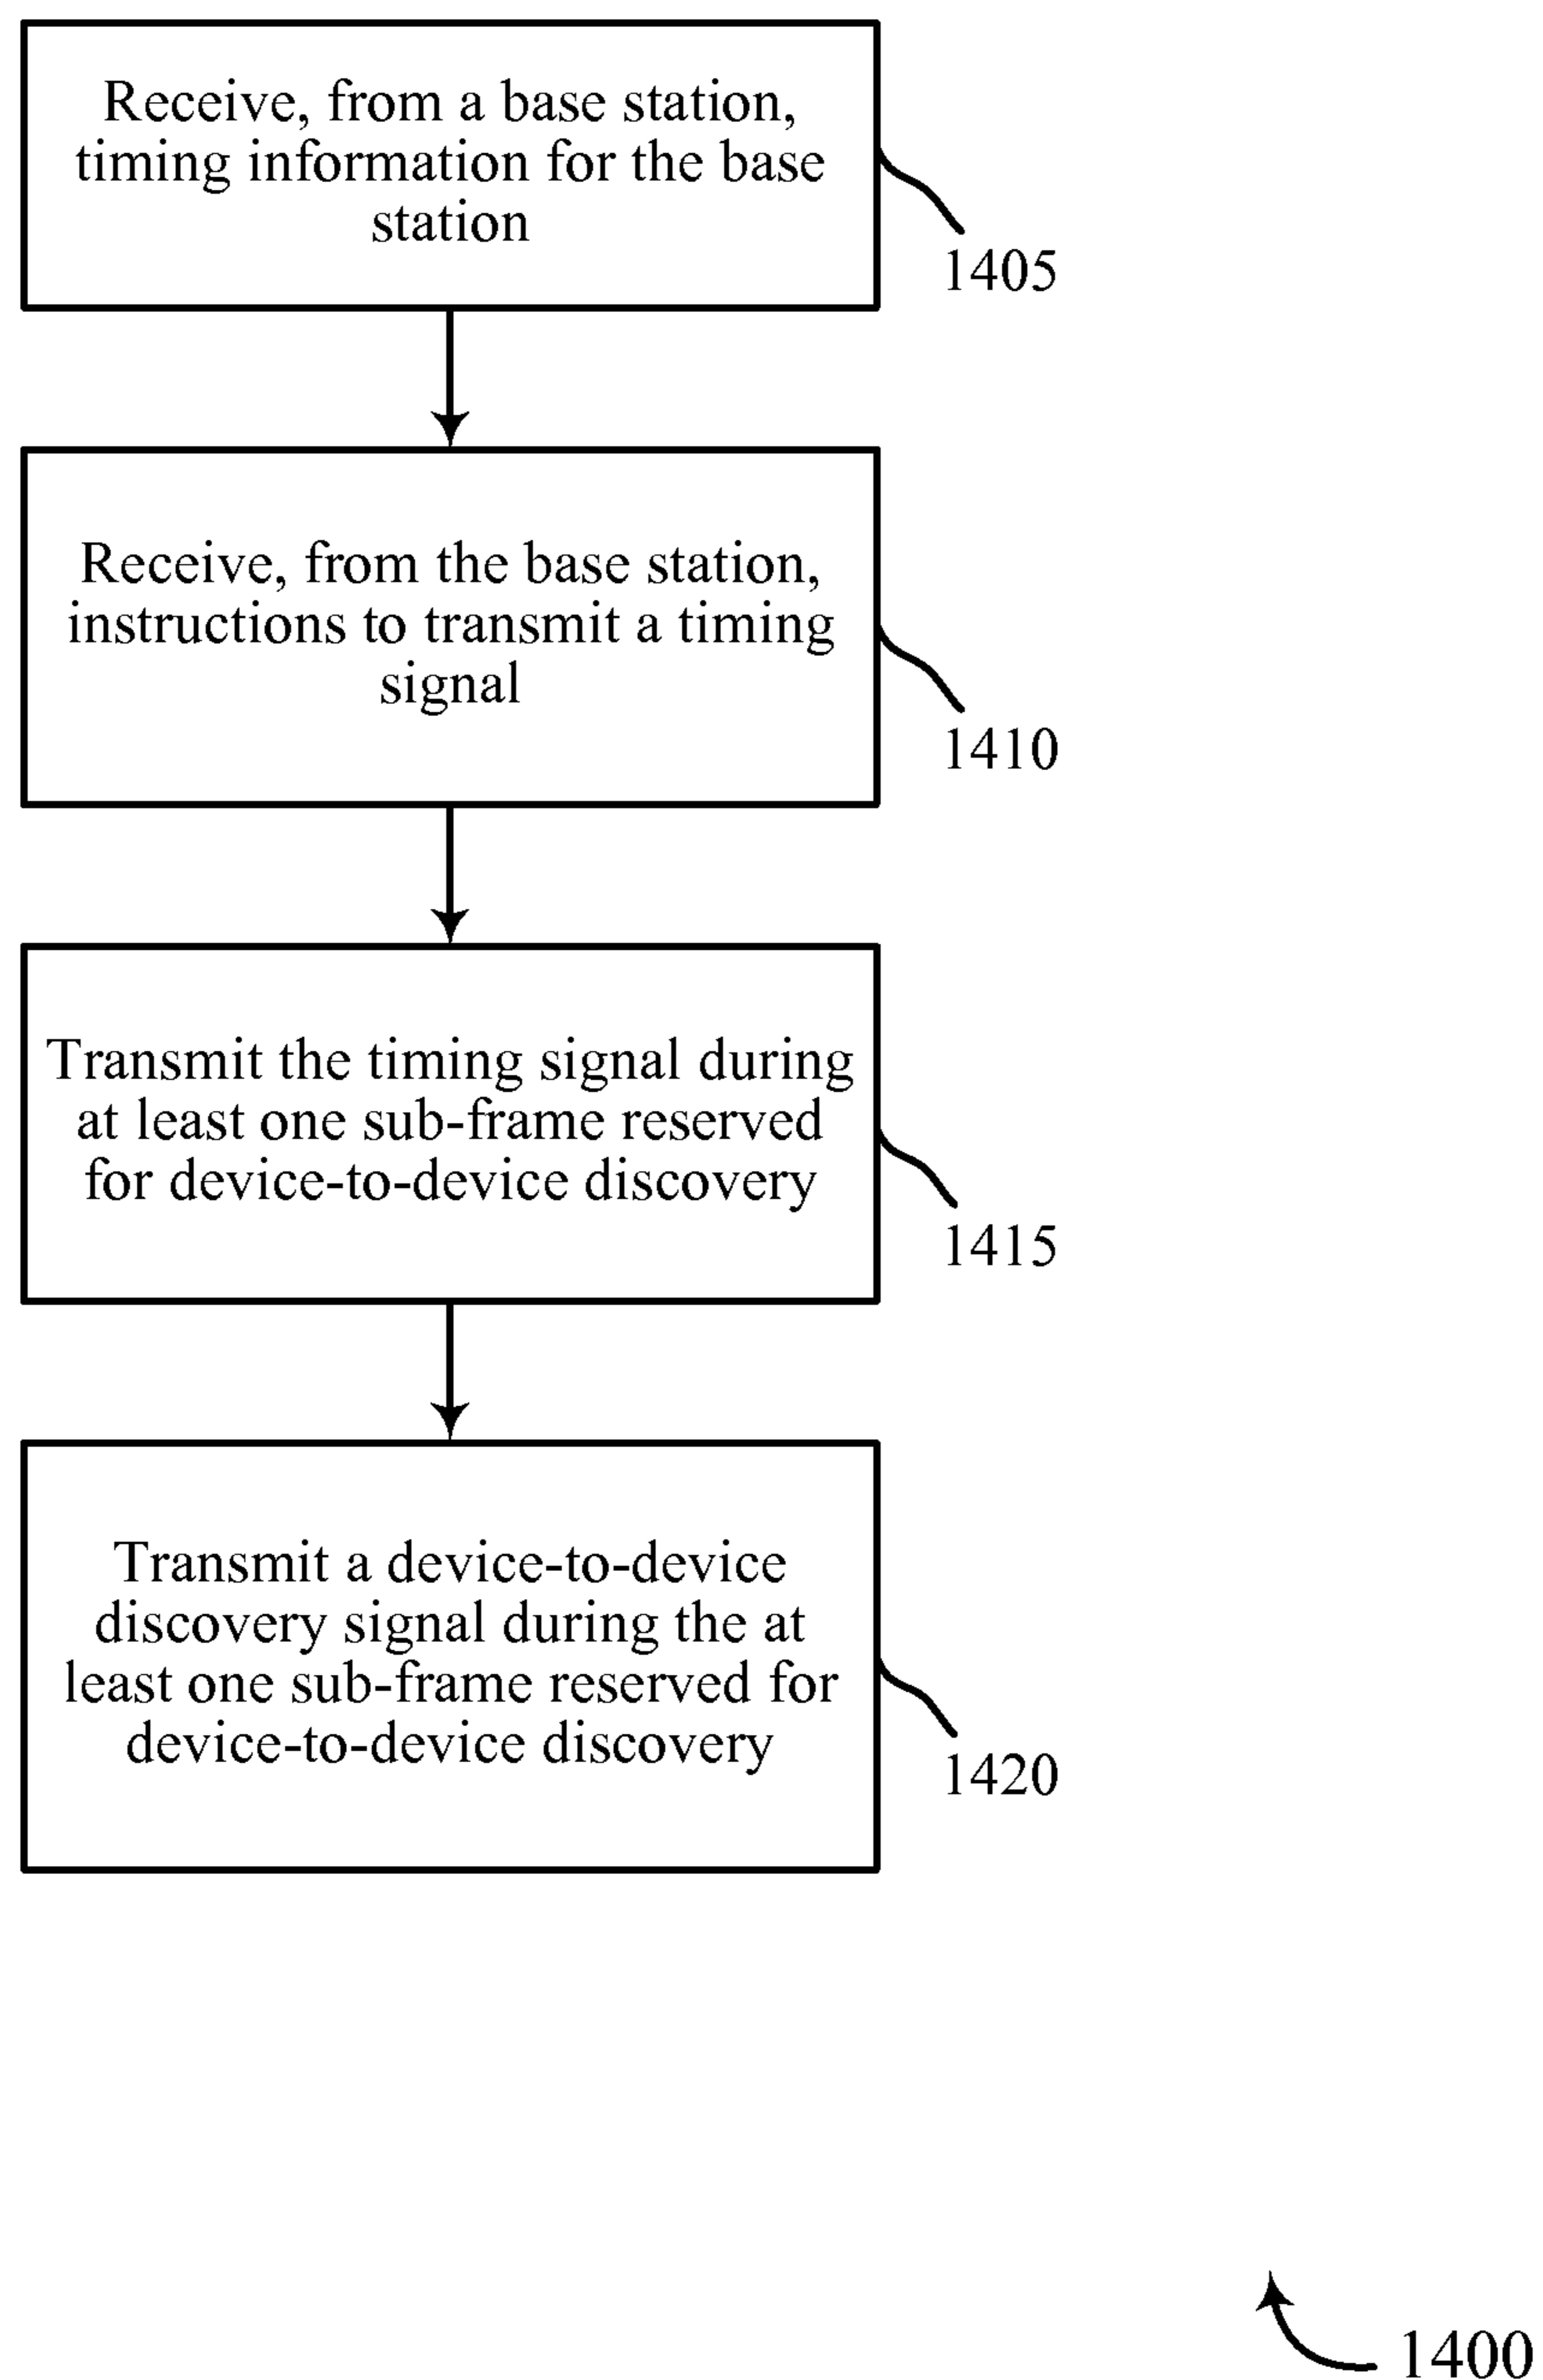 Receive, from a base station,
timing information for the base
station
1405
Receive, from the base station,
instructions to transmit a timing
signal
1410
Transmit the timing signal during
at least one sub-frame reserved
for device-to-device discovery
1415
Transmit a device-to-device
discovery signal during the at
least one sub-frame reserved for
device-to-device discovery
1420
1400